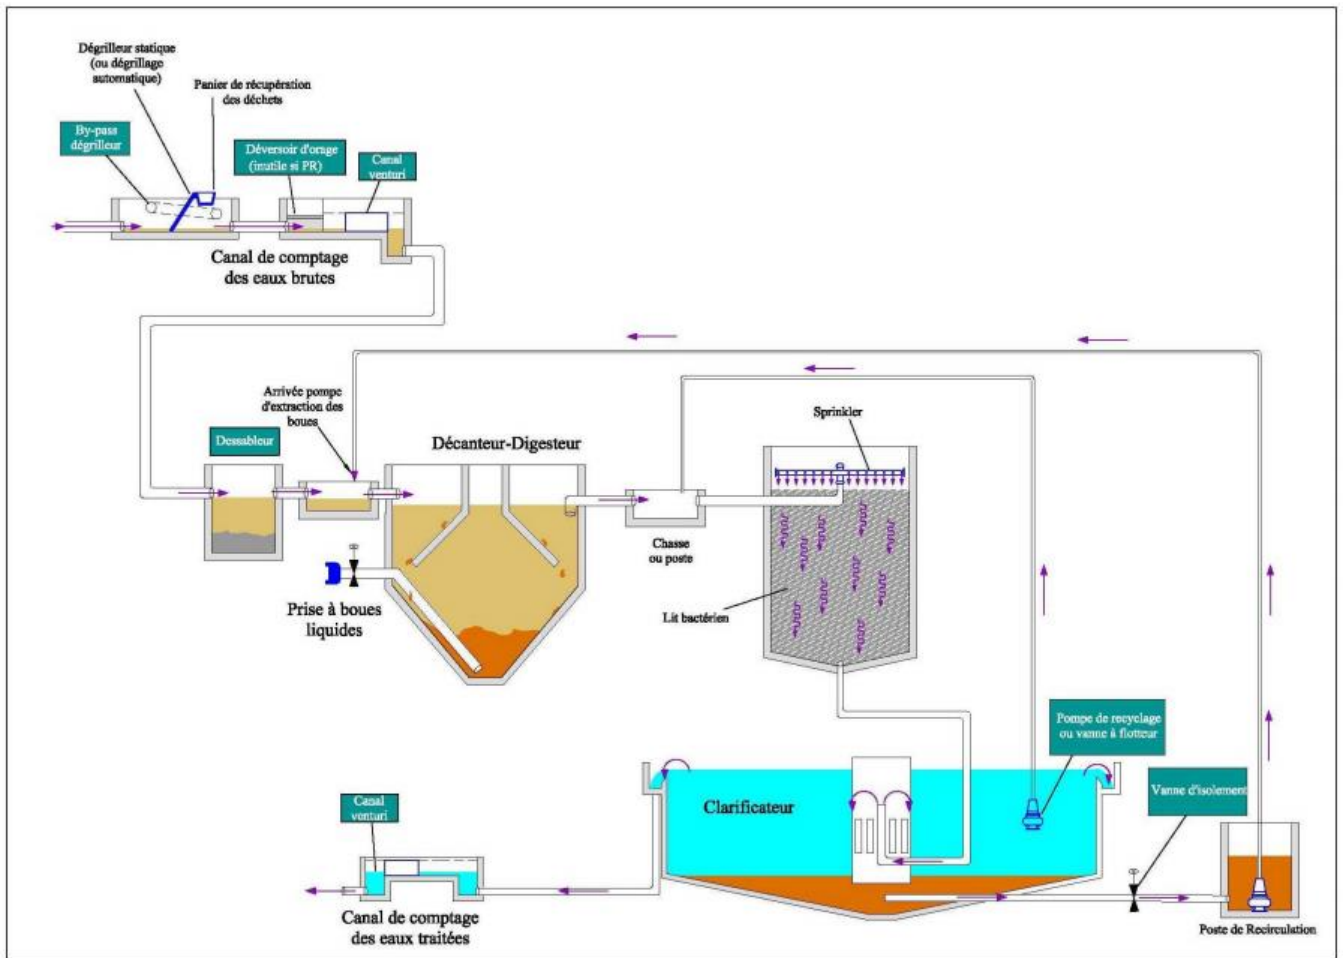 Dégrilleur statique
(ou dégrillage
automatique)
Panier de récupération
des déchets
By-pass
dégrilleur
Déversoir d'orage
(inutile si PR)
Canal
venturi
Canal de comptage
des eaux brutes
Arrivée pompe
d'extraction des
boues
Dessableur
Décanteur-Digesteur
Sprinkler
Chasse
ou poste
Prise à boues
liquides
Lit bactérien
Pompe de recyclage
ou vanne à flotteur
Vanne d'isolement
Clarificateur
Canal
venturi
Canal de comptage
des eaux traitées
Poste de Recirculation